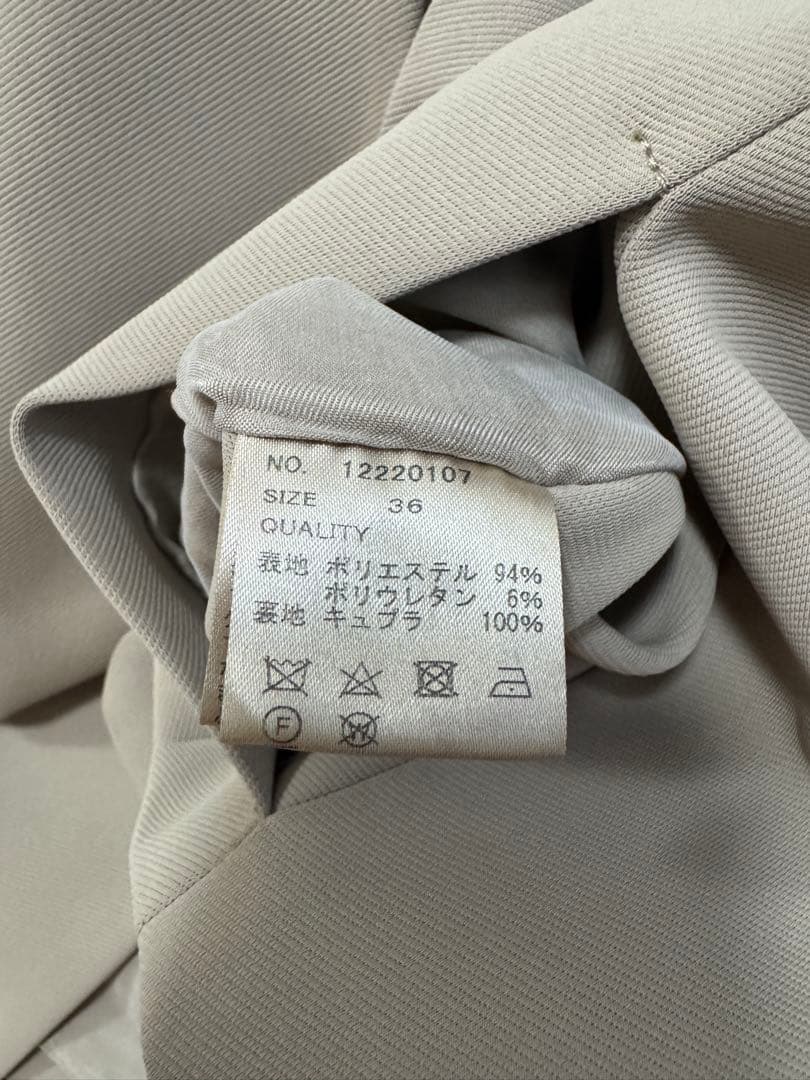 NO. 12220107
SIZE 36
QUALITY
表地 ポリエステル 94%
ポリウレタン 6%
裏地 キュプラ 100%
F
W